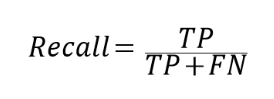 Recall = TP / TP + FN